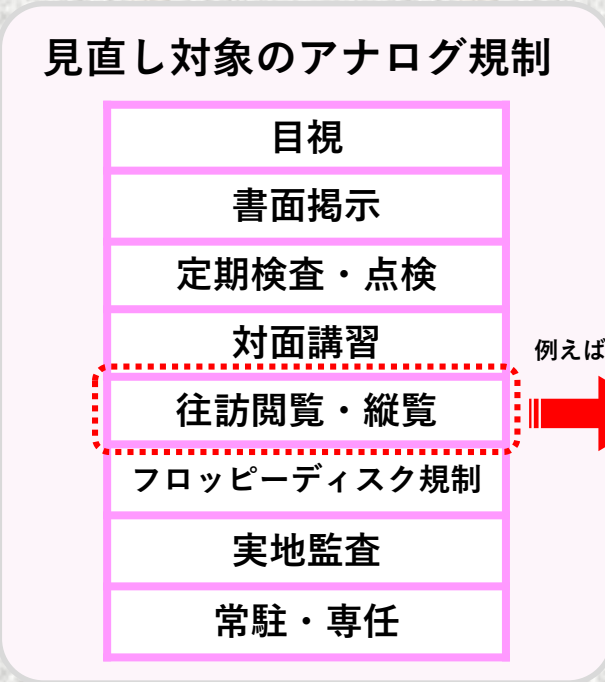 見直し対象のアナログ規制
目視
書面掲示
定期検査・点検
対面講習
例えば
往訪閲覧・縦覧
フロッピーディスク規制
実地監査
常駐・専任